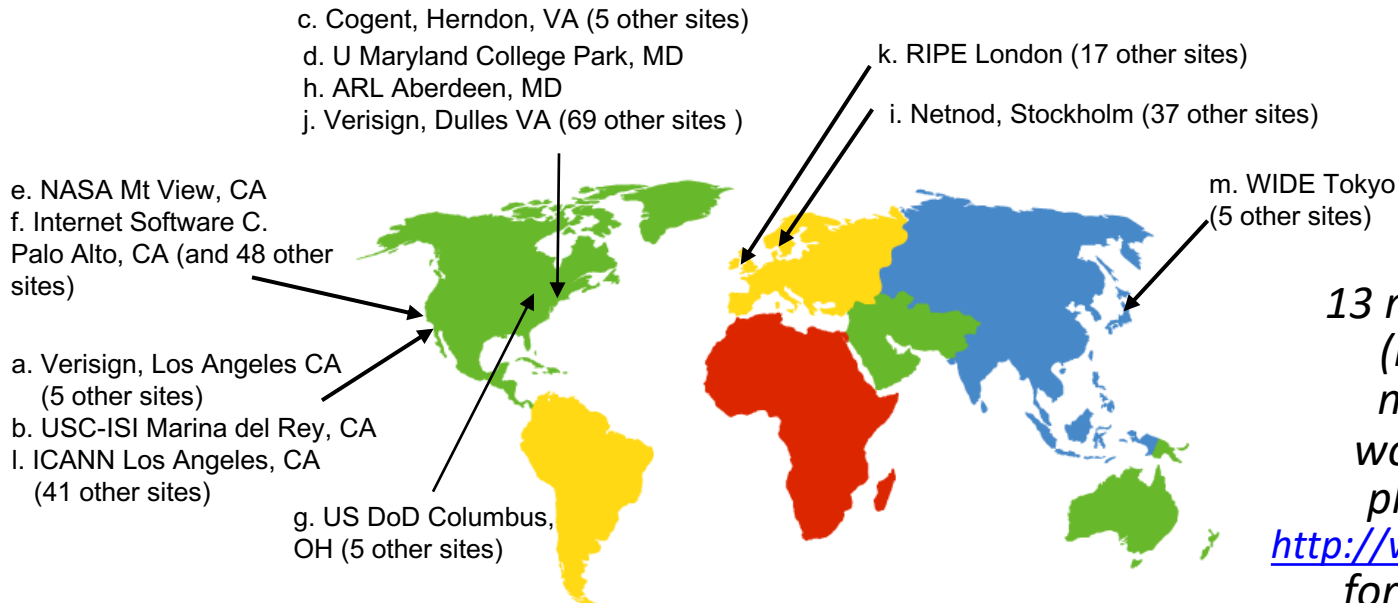 c. Cogent, Herndon, VA (5 other sites)
d. U Maryland College Park, MD
h. ARL Aberdeen, MD
j. Verisign, Dulles VA (69 other sites )
k. RIPE London (17 other sites)
i. Netnod, Stockholm (37 other sites)
e. NASA Mt View, CA
f. Internet Software C.
Palo Alto, CA (and 48 other
sites)
m. WIDE Tokyo
(5 other sites)
a. Verisign, Los Angeles CA
(5 other sites)
b. USC-ISI Marina del Rey, CA
l. ICANN Los Angeles, CA
(41 other sites)
g. US DoD Columbus,
OH (5 other sites)
13
http://